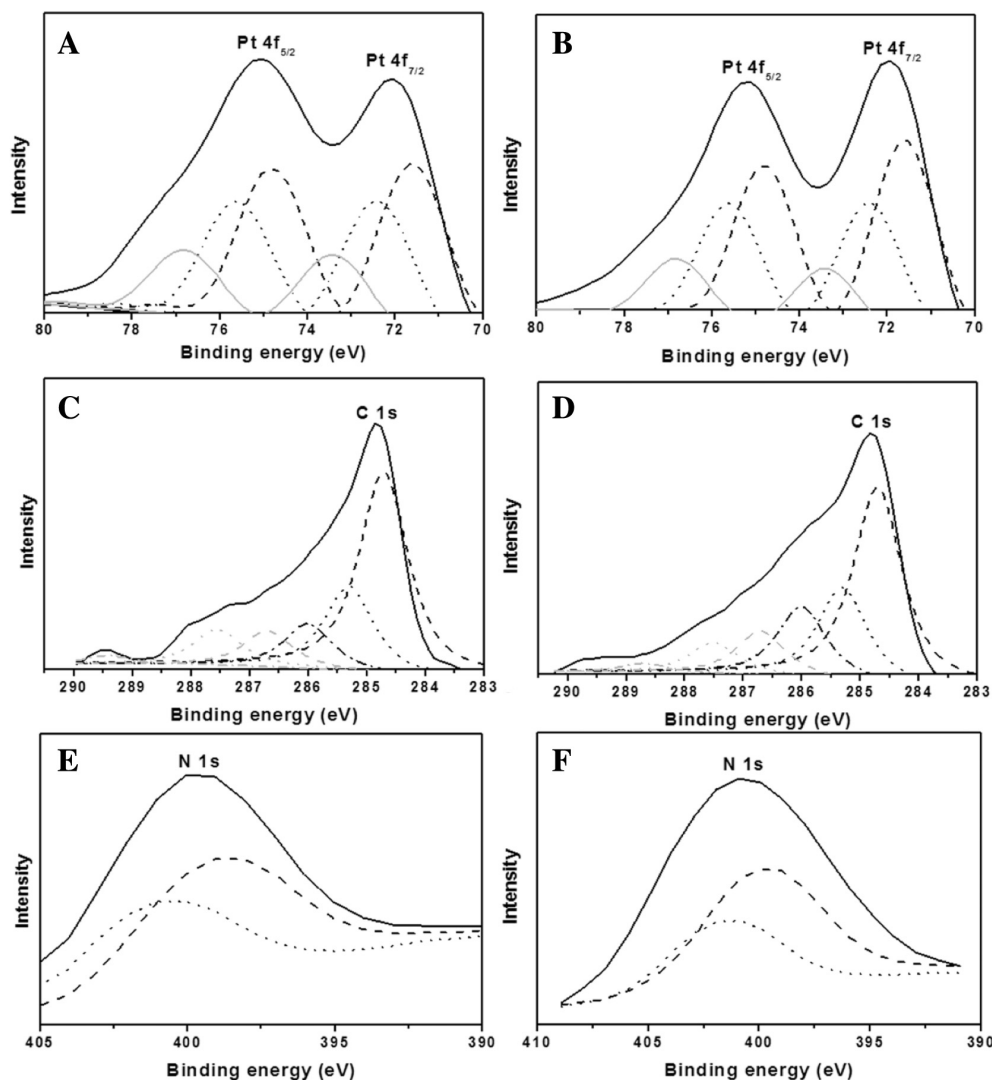 A
Pt 4f5/2
Pt 4f7/2
Intensity
80 78 76 74 72 70
Binding energy (eV)
B
Pt 4f5/2
Pt 4f7/2
Intensity
80 78 76 74 72 70
Binding energy (eV)
C
C 1s
Intensity
290 289 288 287 286 285 284 283
Binding energy (eV)
D
C 1s
Intensity
290 289 288 287 286 285 284 283
Binding energy (eV)
E
N 1s
Intensity
405 400 395 390
Binding energy (eV)
F
N 1s
Intensity
410 405 400 395 390
Binding energy (eV)